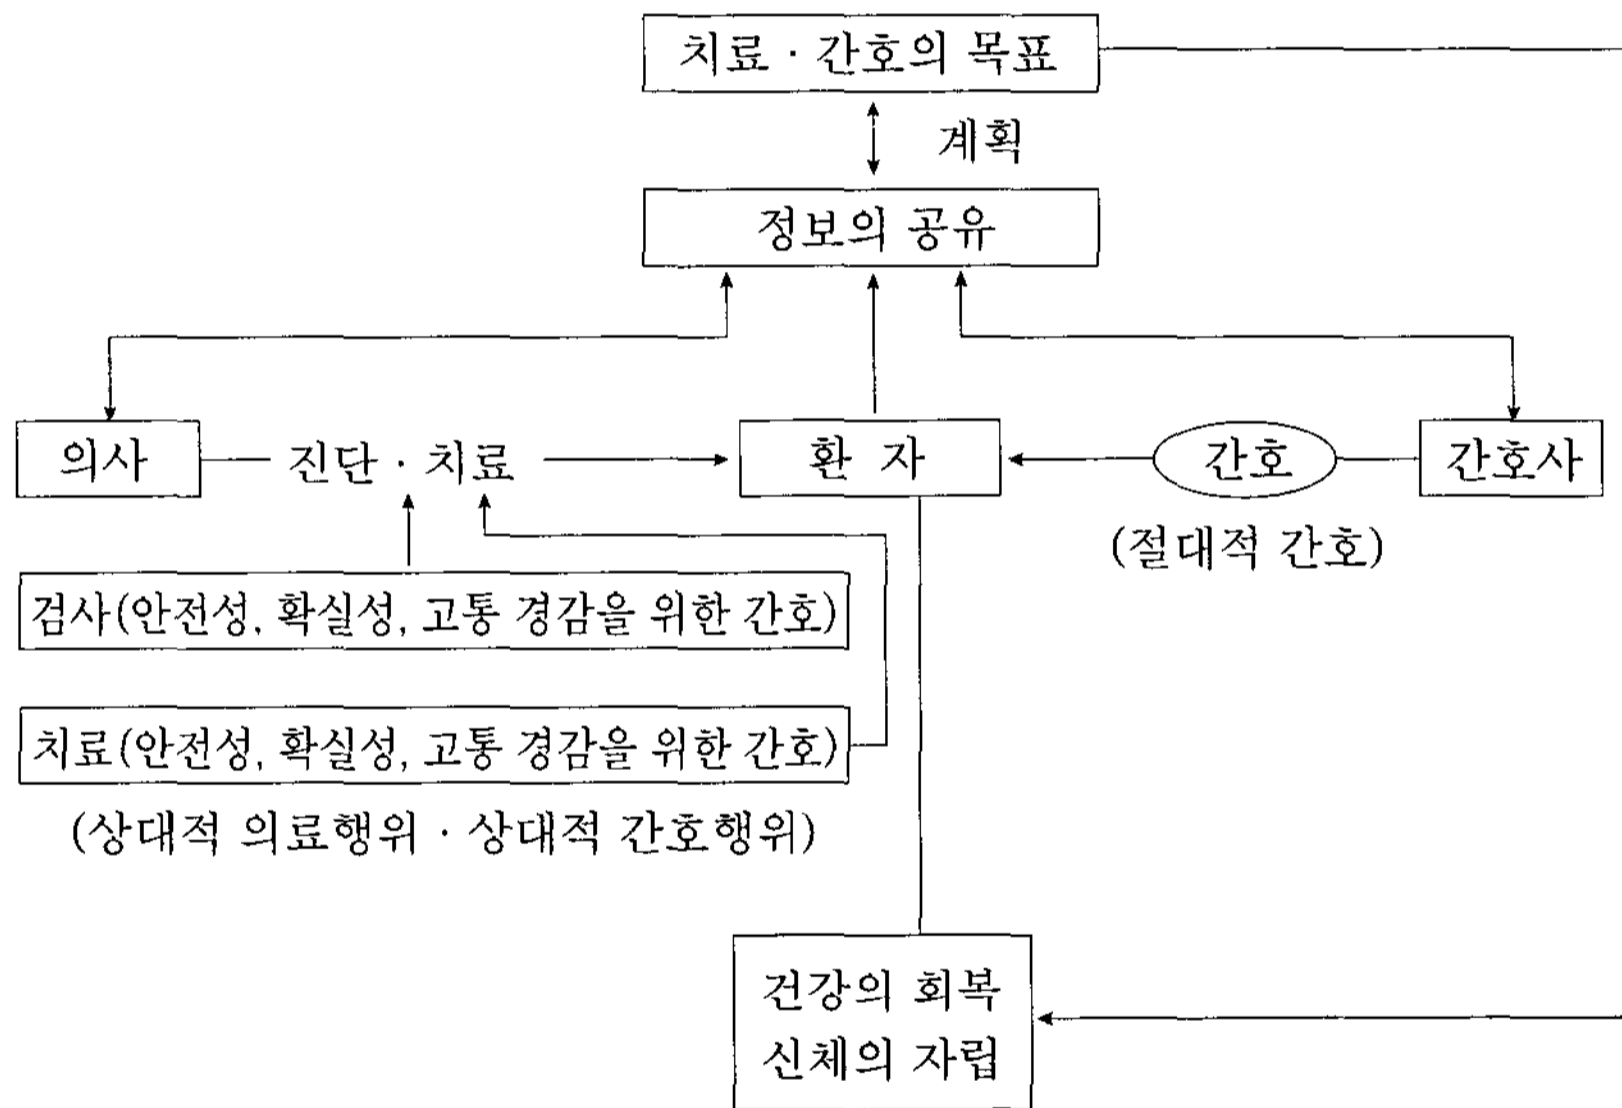 치료 · 간호의 목표
계획
정보의 공유
의사
진단 · 치료
환 자
간호
간호사
(절대적 간호)
검사(안전성, 확실성, 고통 경감을 위한 간호)
치료(안전성, 확실성, 고통 경감을 위한 간호)
(상대적 의료행위 · 상대적 간호행위)
건강의 회복
신체의 자립